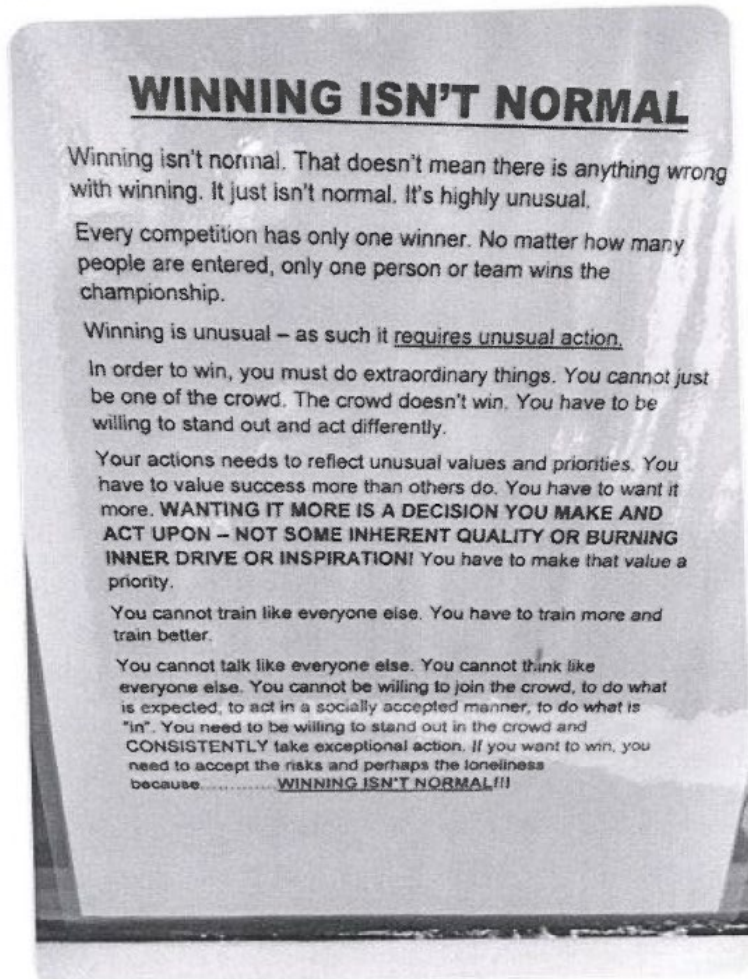 WINNING ISN'T NORMAL
Winning isn't normal. That doesn't mean there is anything wrong
with winning. It just isn't normal. It's highly unusual.
Every competition has only one winner. No matter how many
people are entered, only one person or team wins the
championship.
Winning is unusual – as such it requires unusual action.
In order to win, you must do extraordinary things. You cannot just
be one of the crowd. The crowd doesn't win. You have to be
willing to stand out and act differently.
Your actions needs to reflect unusual values and priorities. You
have to value success more than others do. You have to want it
more. WANTING IT MORE IS A DECISION YOU MAKE AND
ACT UPON – NOT SOME INHERENT QUALITY OR BURNING
INNER DRIVE OR INSPIRATION! You have to make that value a
priority.
You cannot train like everyone else. You have to train more and
train better.
You cannot talk like everyone else. You cannot think like
everyone else. You cannot be willing to join the crowd, to do what
is expected, to act in a socially accepted manner, to do what is
"in". You need to be willing to stand out in the crowd and
CONSISTENTLY take exceptional action. If you want to win, you
need to accept the risks and perhaps the loneliness
because............WINNING ISN'T NORMAL!!!